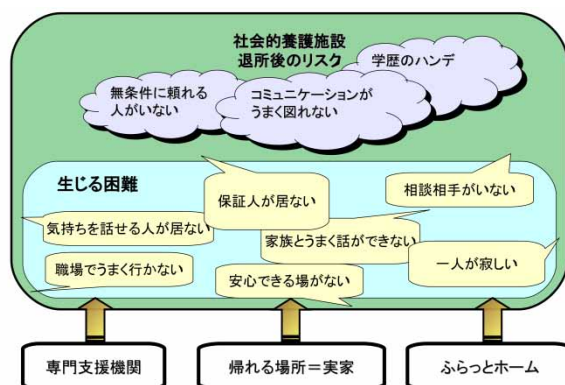 社会的養護施設
退所後のリスク
学歴のハンデ
無条件に頼れる
人がいない
コミュニケーションが
うまく図れない
生じる困難
保証人が居ない
相談相手がいない
気持ちを話せる人が居ない
家族とうまく話ができない
職場でうまく行かない
安心できる場がない
一人が寂しい
専門支援機関
帰れる場所＝実家
ふらっとホーム